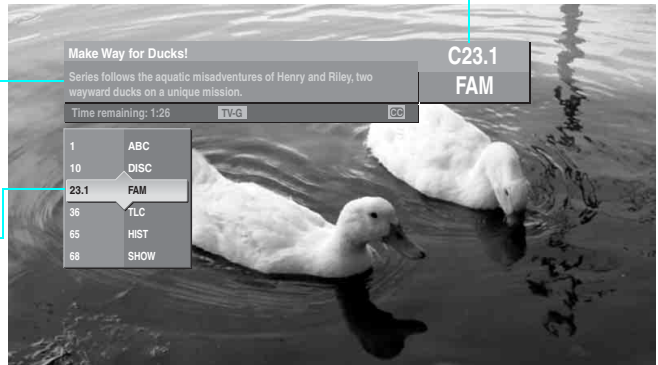 Make Way for Ducks!
C23.1
FAM
Series follows the aquatic misadventures of Henry and Riley, two
wayward ducks on a unique mission.
Time remaining: 1:26 TV-G CC
1 ABC
10 DISC
23.1 FAM
36 TLC
65 HIST
68 SHOW